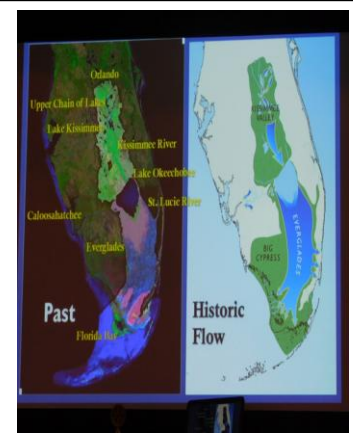 Orlando
Upper Chain of Lakes
Lake Kissimmee
Kissimmee River
Lake Okeechobee
St. Lucie River
Caloosahatchee
Everglades
Past
Florida Bay
VALLEY
EVERGLADES
BIG
CYPRESS
Historic
Flow